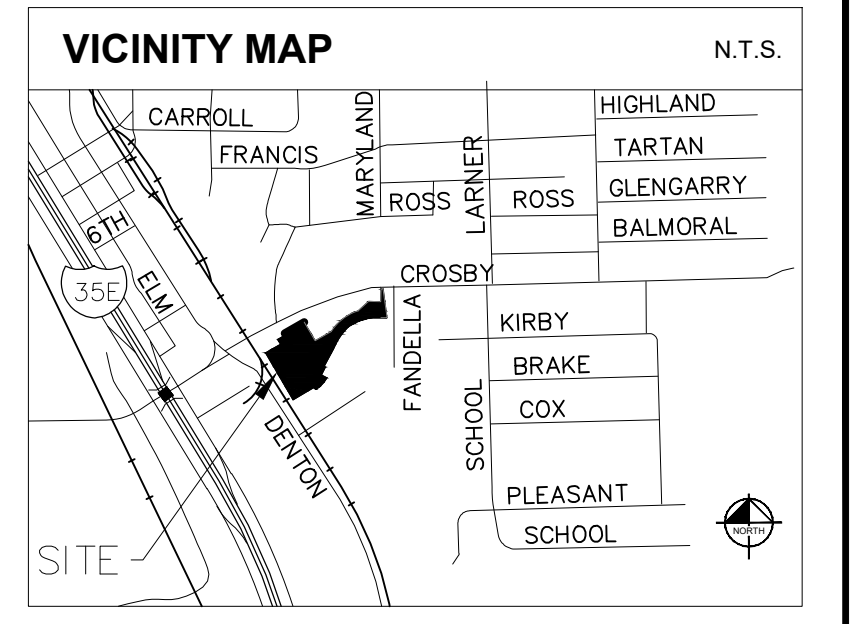 VICINITY MAP
N.T.S.
CARROLL
FRANCIS
MARYLAND
LARNER
HIGHLAND
TARTAN
GLENGARRY
BALMORAL
ROSS
ROSS
6TH
ELM
35E
CROSBY
FANDELLA
KIRBY
BRAKE
COX
SCHOOL
DENTON
PLEASANT
SCHOOL
SITE
NORTH